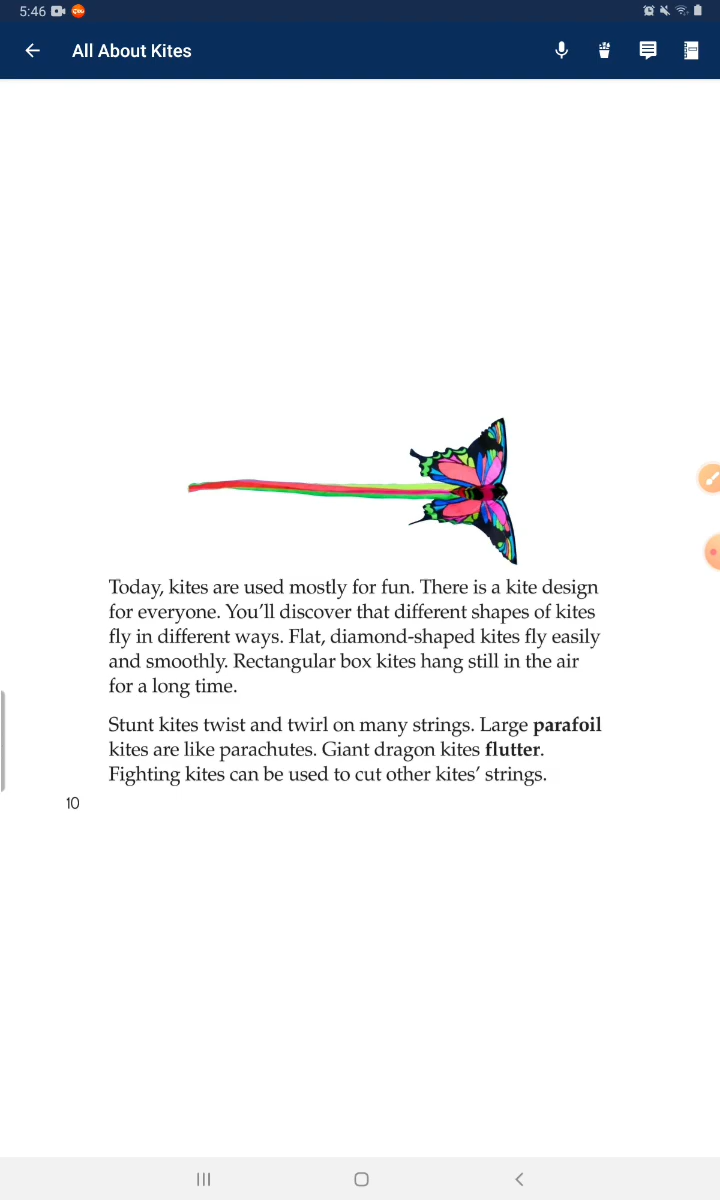 5:46
All About Kites
Today, kites are used mostly for fun. There is a kite design
for everyone. You’ll discover that different shapes of kites
fly in different ways. Flat, diamond-shaped kites fly easily
and smoothly. Rectangular box kites hang still in the air
for a long time.
Stunt kites twist and twirl on many strings. Large parafoil
kites are like parachutes. Giant dragon kites flutter.
Fighting kites can be used to cut other kites’ strings.
10